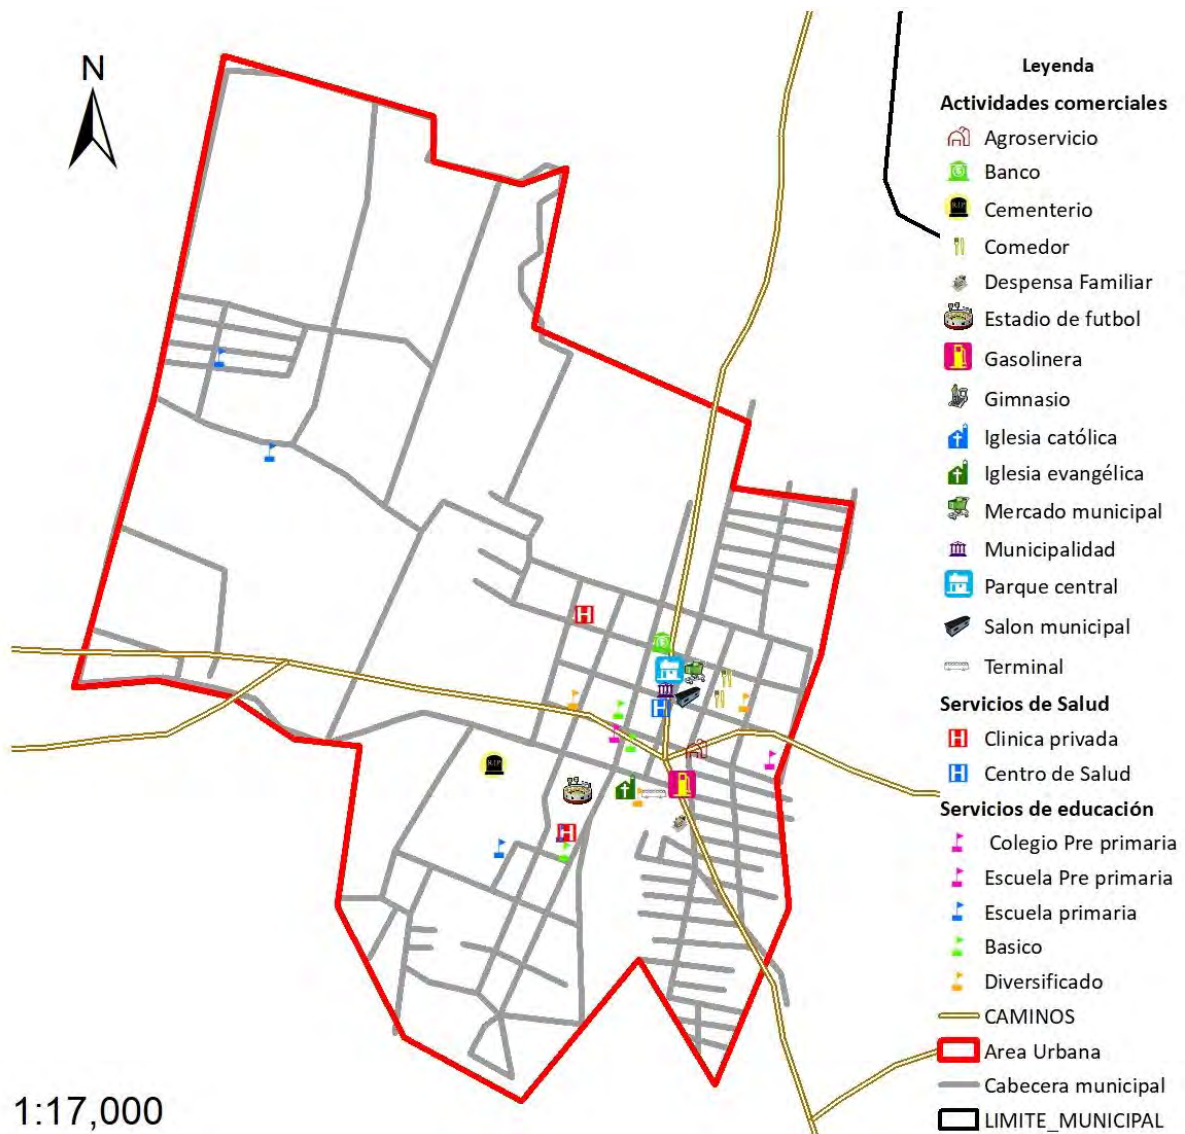 N
Leyenda
Actividades comerciales
Agroservicio
Banco
Cementerio
Comedor
Despensa Familiar
Estadio de futbol
Gasolinera
Gimnasio
Iglesia católica
Iglesia evangélica
Mercado municipal
Municipalidad
Parque central
Salon municipal
Terminal
Servicios de Salud
H Clinica privada
H Centro de Salud
Servicios de educación
Colegio Pre primaria
Escuela Pre primaria
Escuela primaria
Basico
Diversificado
CAMINOS
Area Urbana
Cabecera municipal
LIMITE_MUNICIPAL
H
H
H
1:17,000